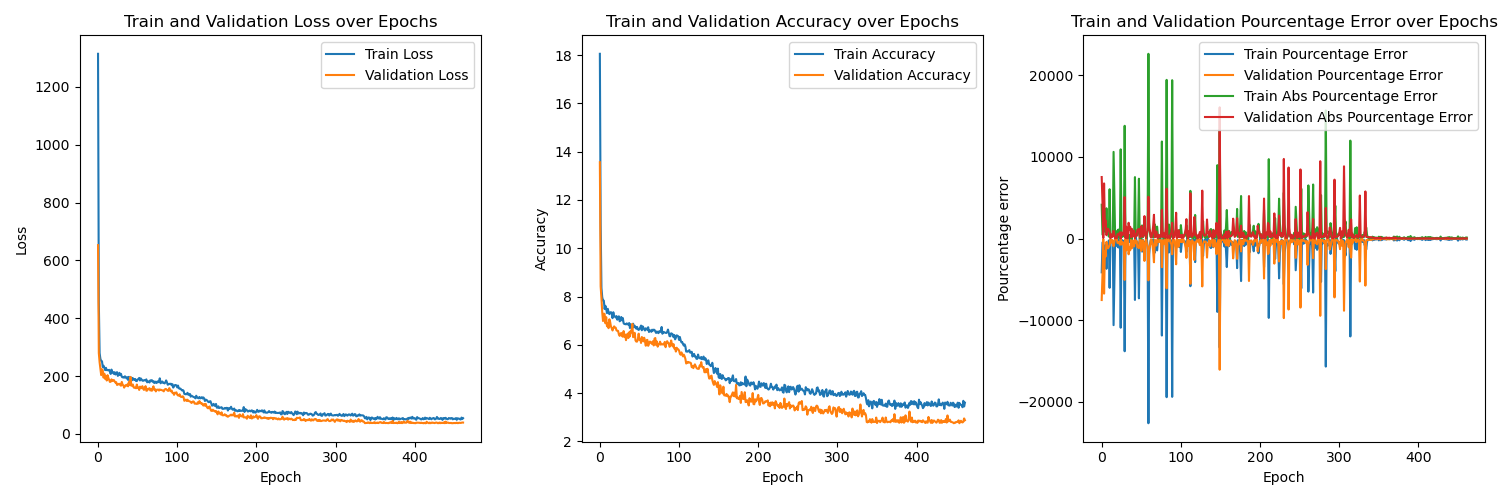 Train and Validation Loss over Epochs
Train Loss
Validation Loss
1200
1000
800
600
400
200
0
Loss
0 100 200 300 400
Epoch
Train and Validation Accuracy over Epochs
Train Accuracy
Validation Accuracy
18
16
14
12
10
8
6
4
2
Accuracy
0 100 200 300 400
Epoch
Train and Validation Pourcentage Error over Epochs
Train Pourcentage Error
Validation Pourcentage Error
Train Abs Pourcentage Error
Validation Abs Pourcentage Error
20000
10000
0
−10000
−20000
Pourcentage error
0 100 200 300 400
Epoch